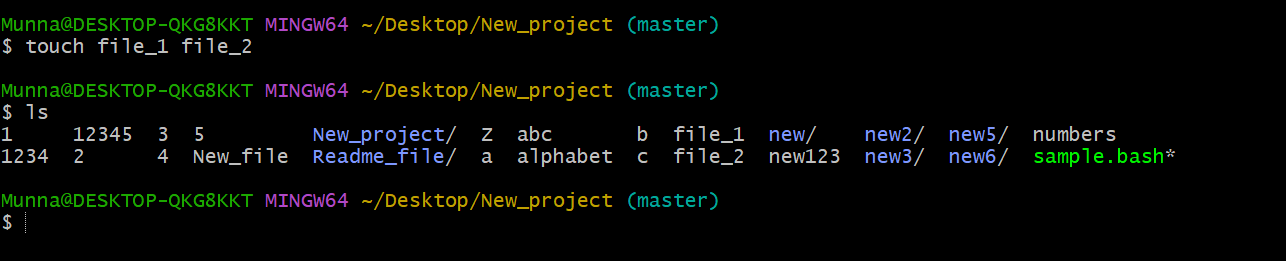 Munna@DESKTOP-QKG8KKT MINGW64 ~/Desktop/New_project (master)
$ touch file_1 file_2
Munna@DESKTOP-QKG8KKT MINGW64 ~/Desktop/New_project (master)
$ ls
1 12345 3 5 New_project/ Z abc b file_1 new/ new2/ new5/ numbers
1234 2 4 New_file Readme_file/ a alphabet c file_2 new123 new3/ new6/ sample.bash*
Munna@DESKTOP-QKG8KKT MINGW64 ~/Desktop/New_project (master)
$